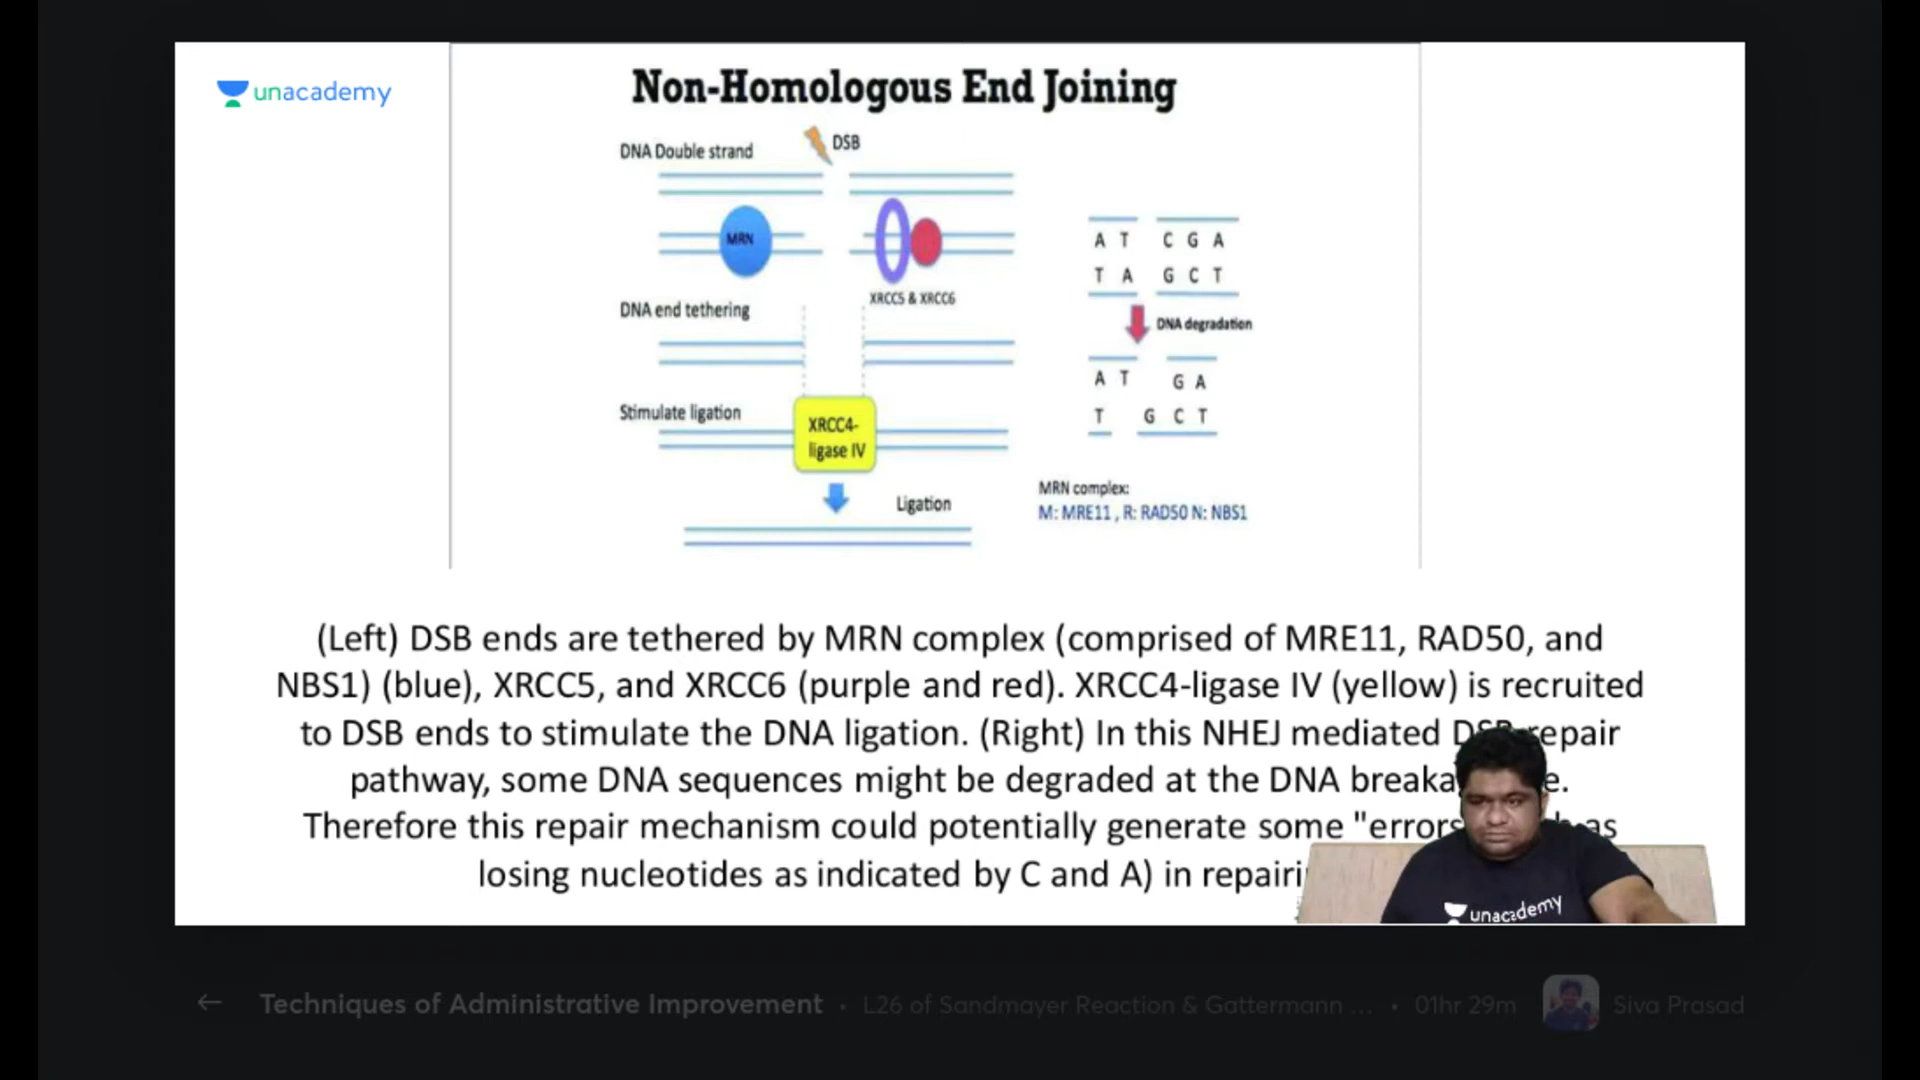 unacademy
Non-Homologous End Joining
DNA Double strand
DSB
MRN
XRCC5 & XRCC6
DNA end tethering
Stimulate ligation
XRCC4-
ligase IV
Ligation
A T C G A
T A G C T
DNA degradation
A T G A
T G C T
MRN complex:
M: MRE11 , R: RAD50 N: NBS1
(Left) DSB ends are tethered by MRN complex (comprised of MRE11, RAD50, and
NBS1) (blue), XRCC5, and XRCC6 (purple and red). XRCC4-ligase IV (yellow) is recruited
to DSB ends to stimulate the DNA ligation. (Right) In this NHEJ mediated DSB repair
pathway, some DNA sequences might be degraded at the DNA
Therefore this repair mechanism could potentially generate some "errors as
losing nucleotides as indicated by C and A) in
unacademy
Techniques of Administrative Improvement • L26 of Sandmayer Reaction & Gattermann ... • 01hr 29m Siva Prasad